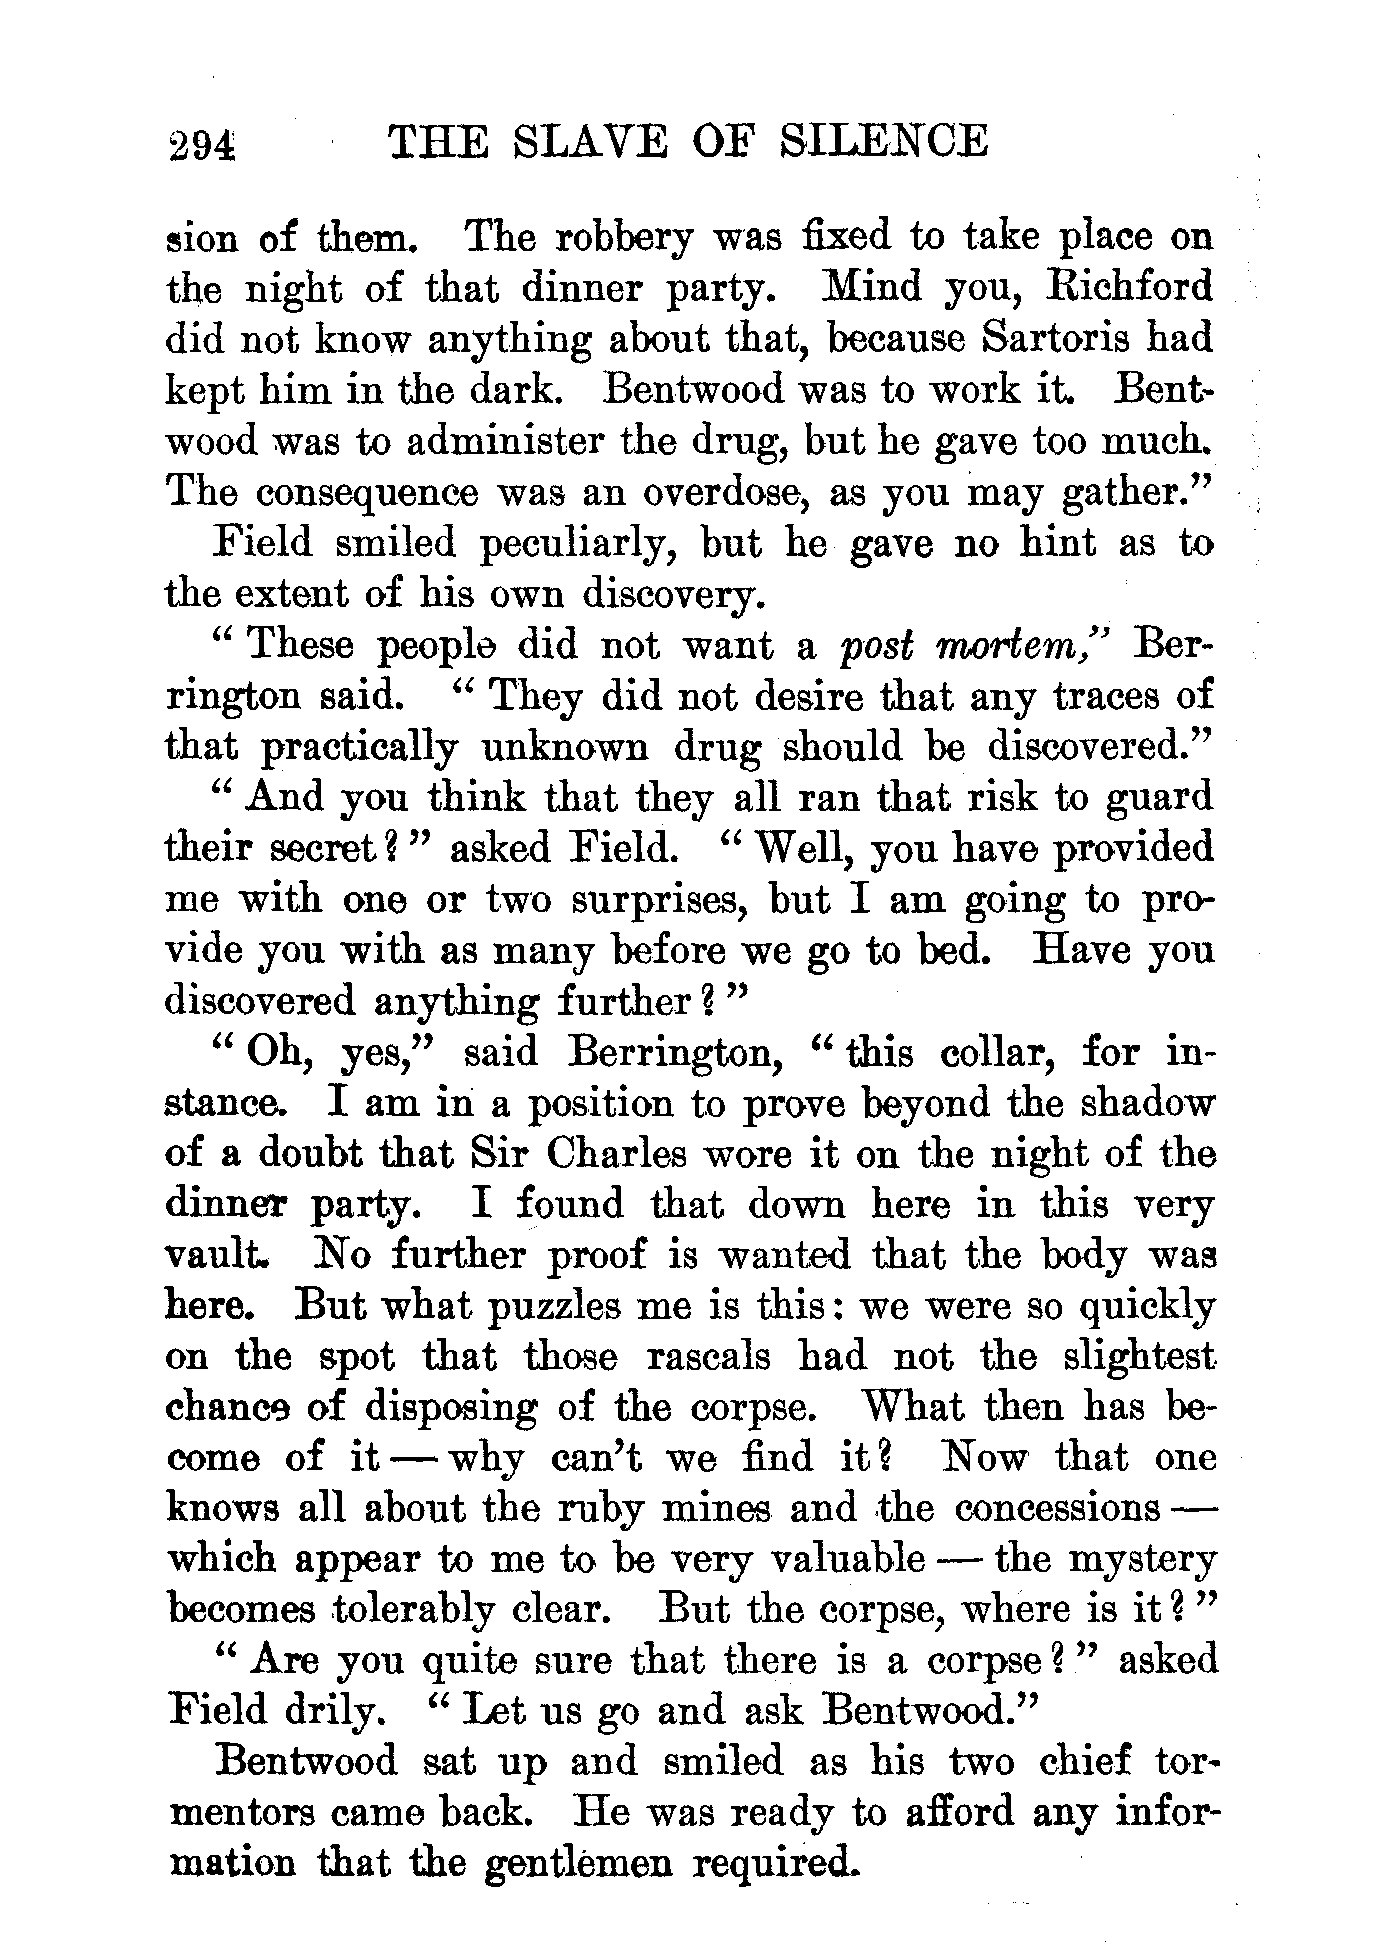 294 THE SLAVE OF SILENCE
sion of them. The robbery was fixed to take place on
the night of that dinner party. Mind you, Richford
did not know anything about that, because Sartoris had
kept him in the dark. Bentwood was to work it. Bent-
wood was to administer the drug, but he gave too much.
The consequence was an overdose, as you may gather.”
Field smiled peculiarly, but he gave no hint as to
the extent of his own discovery.
“ These people did not want a post mortem,” Ber-
rington said. “ They did not desire that any traces of
that practically unknown drug should be discovered.”
“ And you think that they all ran that risk to guard
their secret? ” asked Field. “ Well, you have provided
me with one or two surprises, but I am going to pro-
vide you with as many before we go to bed. Have you
discovered anything further? ”
“ Oh, yes,” said Berrington, “ this collar, for in-
stance. I am in a position to prove beyond the shadow
of a doubt that Sir Charles wore it on the night of the
dinner party. I found that down here in this very
vault. No further proof is wanted that the body was
here. But what puzzles me is this: we were so quickly
on the spot that those rascals had not the slightest
chance of disposing of the corpse. What then has be-
come of it — why can’t we find it? Now that one
knows all about the ruby mines and the concessions —
which appear to me to be very valuable — the mystery
becomes tolerably clear. But the corpse, where is it? ”
“ Are you quite sure that there is a corpse? ” asked
Field drily. “ Let us go and ask Bentwood.”
Bentwood sat up and smiled as his two chief tor-
mentors came back. He was ready to afford any infor-
mation that the gentlemen required.